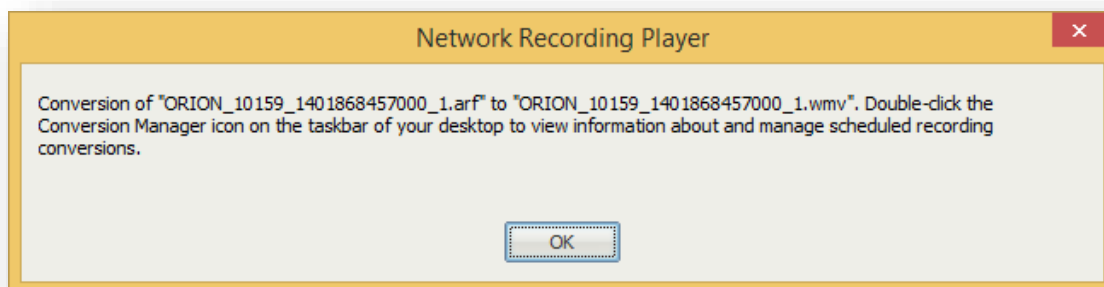 Network Recording Player
Conversion of "ORION_10159_1401868457000_1.arf" to "ORION_10159_1401868457000_1.wmv". Double-click the
Conversion Manager icon on the taskbar of your desktop to view information about and manage scheduled recording
conversions.
OK